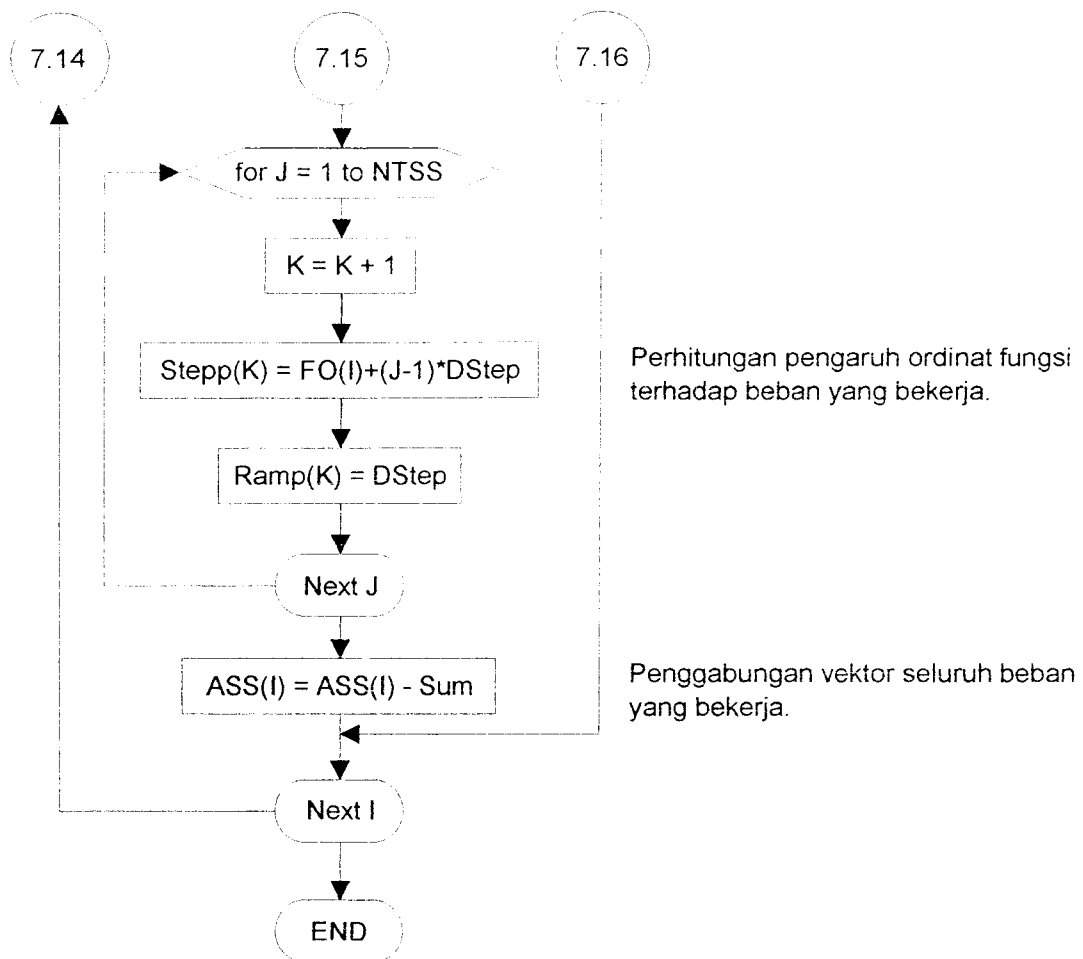 7.14
7.15
7.16
for J = 1 to NTSS
K = K + 1
Stepp(K) = FO(I)+(J-1)*DStep
Perhitungan pengaruh ordinat fungsi
terhadap beban yang bekerja.
Ramp(K) = DStep
Next J
ASS(I) = ASS(I) - Sum
Penggabungan vektor seluruh beban
yang bekerja.
Next I
END